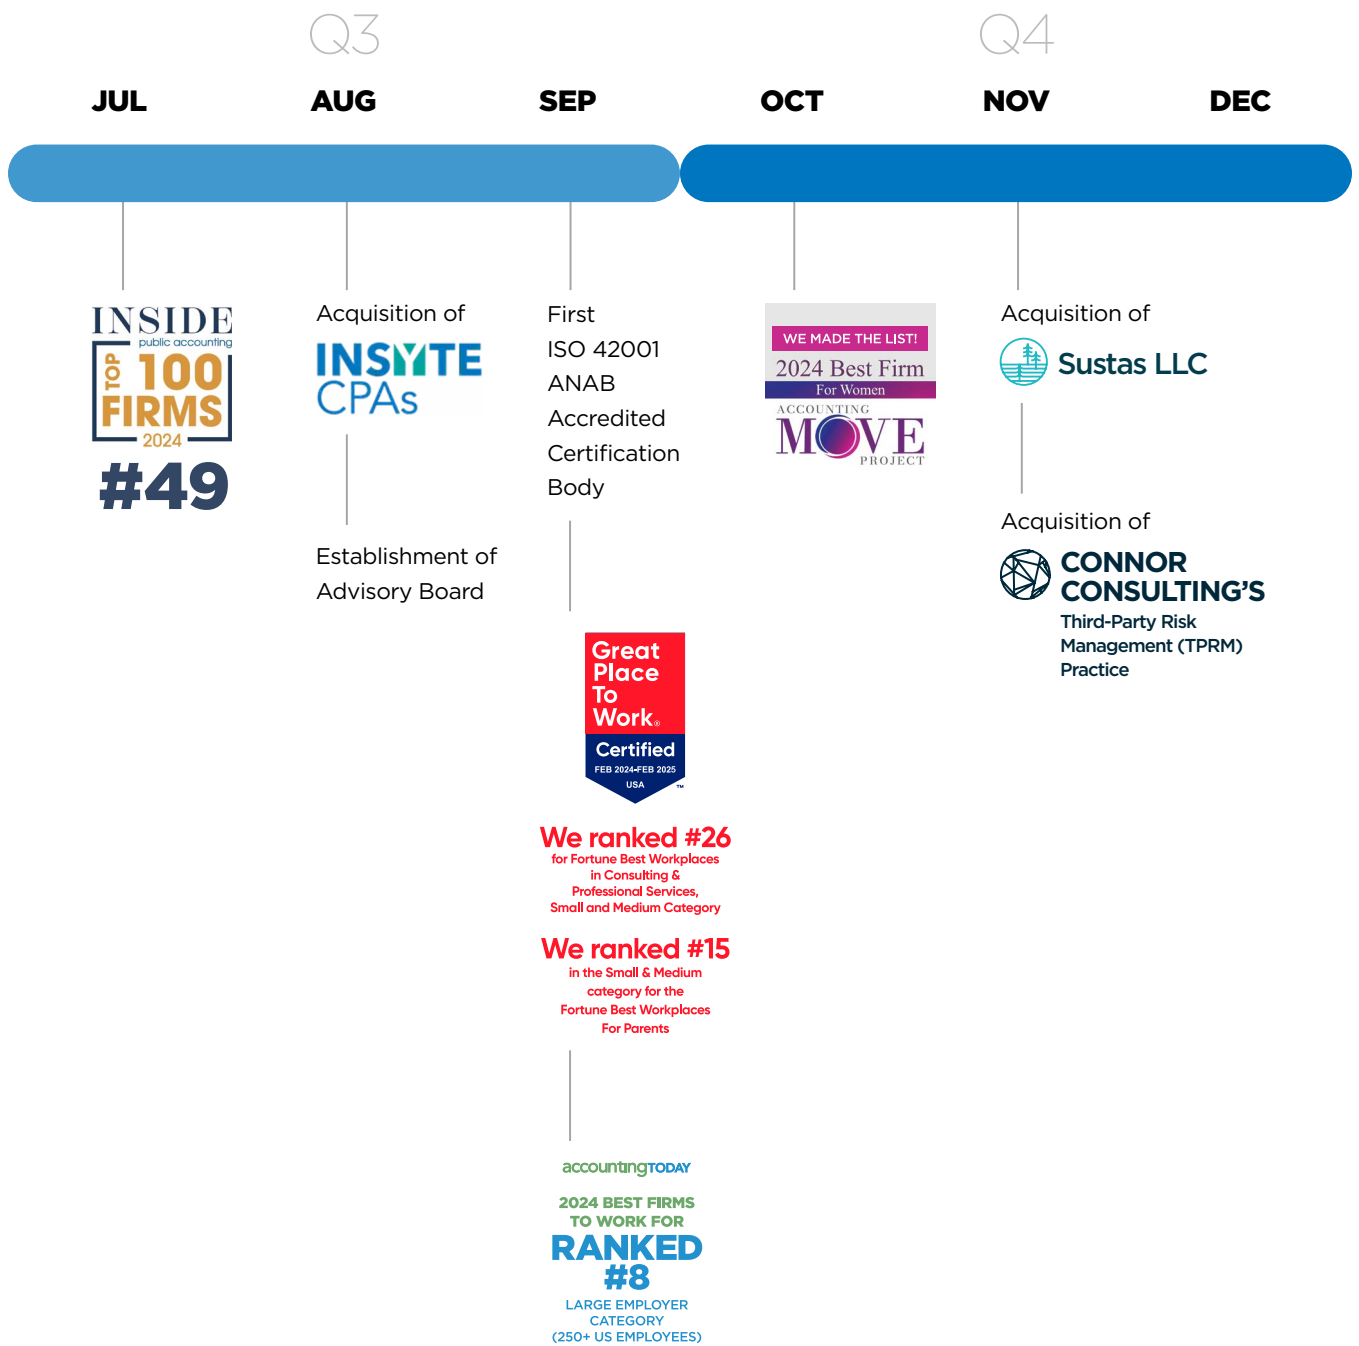 Q3
Q4
JUL
AUG
SEP
OCT
NOV
DEC
INSIDE
public accounting
TOP
100
FIRMS
2024
#49
Acquisition of
INSYTE
CPAs
Establishment of
Advisory Board
First
ISO 42001
ANAB
Accredited
Certification
Body
Great
Place
To
Work®
Certified
FEB 2024-FEB 2025
USA
™
We ranked #26
for Fortune Best Workplaces
in Consulting &
Professional Services,
Small and Medium Category
We ranked #15
in the Small & Medium
category for the
Fortune Best Workplaces
For Parents
accountingTODAY
2024 BEST FIRMS
TO WORK FOR
RANKED
#8
LARGE EMPLOYER
CATEGORY
(250+ US EMPLOYEES)
WE MADE THE LIST!
2024 Best Firm
For Women
ACCOUNTING
MOVE
PROJECT
Acquisition of
Sustas LLC
Acquisition of
CONNOR
CONSULTING'S
Third-Party Risk
Management (TPRM)
Practice